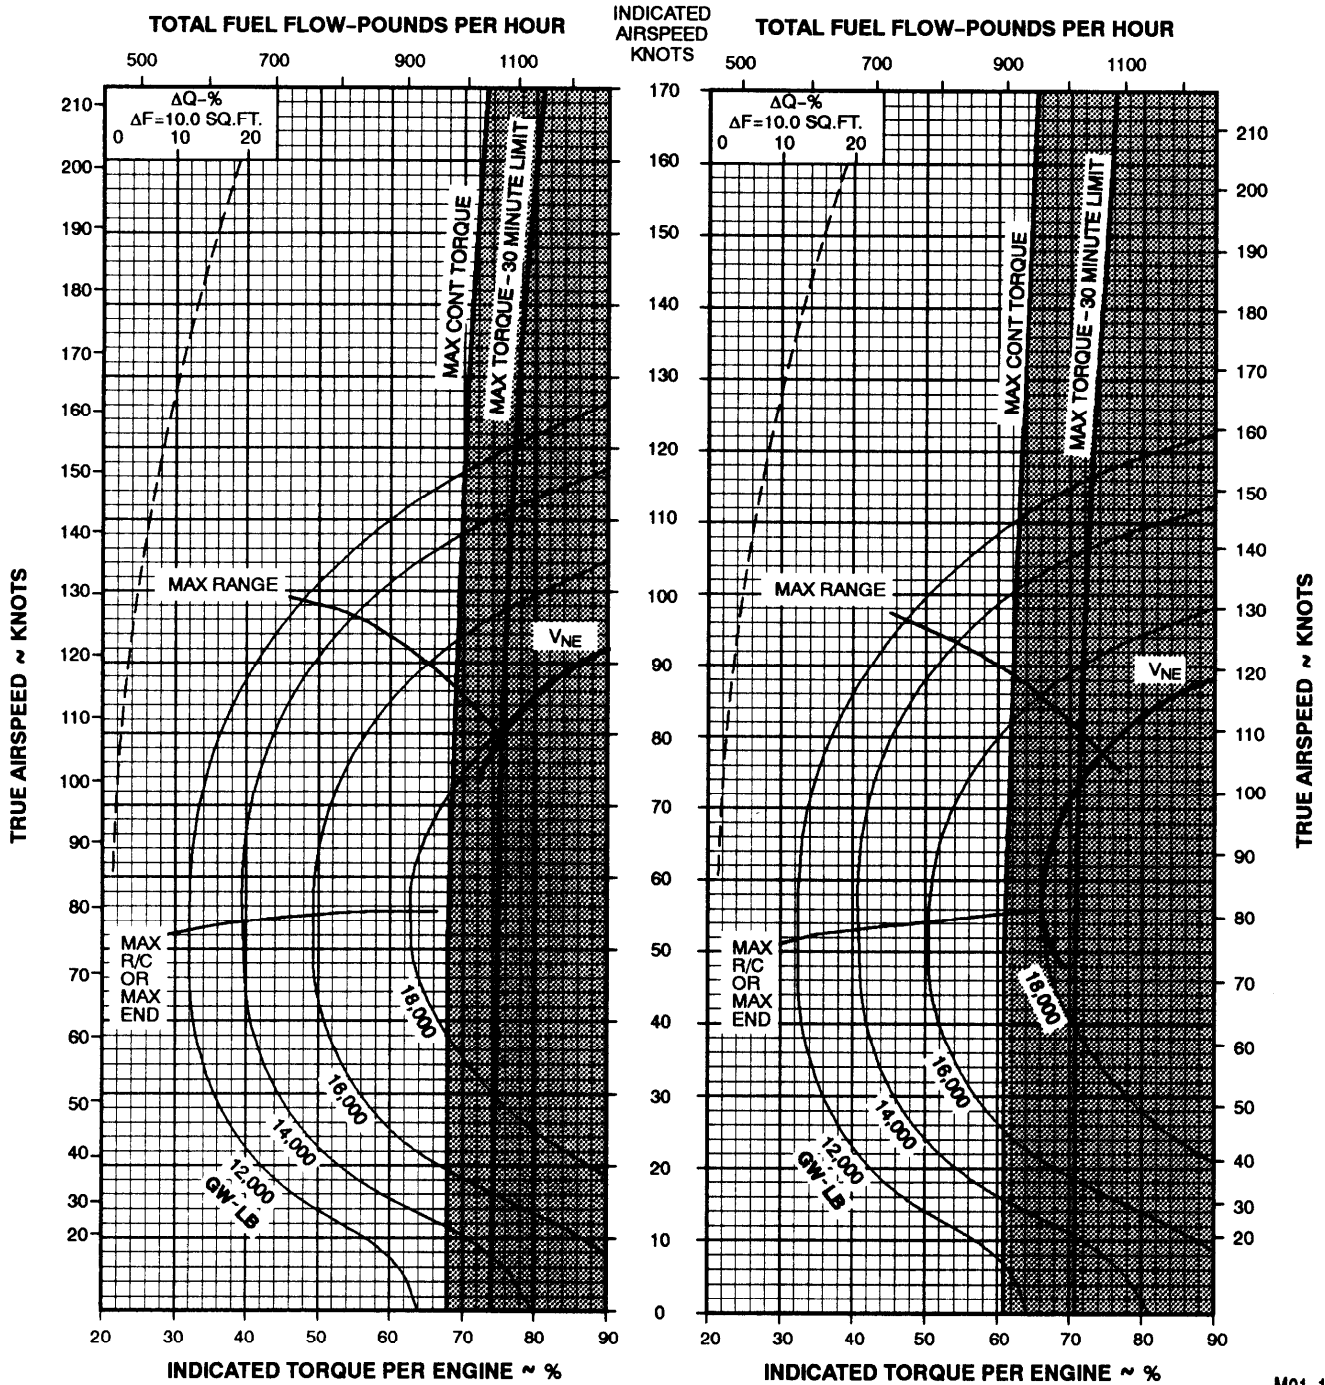 TOTAL FUEL FLOW–POUNDS PER HOUR
500 700 900 1100
ΔQ–%
ΔF=10.0 SQ.FT.
0 10 20
210
200
190
180
170
160
150
140
130
120
110
100
90
80
70
60
50
40
30
20
TRUE AIRSPEED ~ KNOTS
MAX CONT TORQUE
MAX TORQUE – 30 MINUTE LIMIT
MAX RANGE
VNE
MAX
R/C
OR
MAX
END
18,000
16,000
14,000
12,000
GW–LB
20 30 40 50 60 70 80 90
INDICATED TORQUE PER ENGINE ~ %
INDICATED
AIRSPEED
KNOTS
170
160
150
140
130
120
110
100
90
80
70
60
50
40
30
20
10
0
TOTAL FUEL FLOW–POUNDS PER HOUR
500 700 900 1100
ΔQ–%
ΔF=10.0 SQ.FT.
0 10 20
MAX CONT TORQUE
MAX TORQUE – 30 MINUTE LIMIT
MAX RANGE
VNE
MAX
R/C
OR
MAX
END
18,000
16,000
14,000
12,000
GW–LB
210
200
190
180
170
160
150
140
130
120
110
100
90
80
70
60
50
40
30
20
TRUE AIRSPEED ~ KNOTS
20 30 40 50 60 70 80 90
INDICATED TORQUE PER ENGINE ~ %